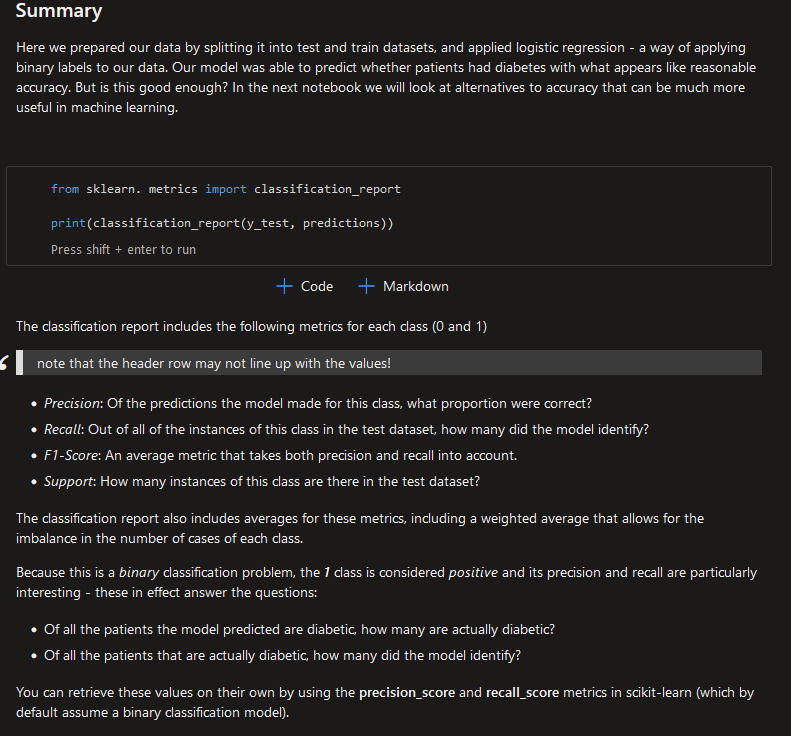 Summary
Here we prepared our data by splitting it into test and train datasets, and applied logistic regression - a way of applying
binary labels to our data. Our model was able to predict whether patients had diabetes with what appears like reasonable
accuracy. But is this good enough? In the next notebook we will look at alternatives to accuracy that can be much more
useful in machine learning.
from sklearn. metrics import classification_report
print(classification_report(y_test, predictions))
Press shift + enter to run
+ Code + Markdown
The classification report includes the following metrics for each class (0 and 1)
note that the header row may not line up with the values!
• Precision: Of the predictions the model made for this class, what proportion were correct?
• Recall: Out of all of the instances of this class in the test dataset, how many did the model identify?
• F1-Score: An average metric that takes both precision and recall into account.
• Support: How many instances of this class are there in the test dataset?
The classification report also includes averages for these metrics, including a weighted average that allows for the
imbalance in the number of cases of each class.
Because this is a binary classification problem, the 1 class is considered positive and its precision and recall are particularly
interesting - these in effect answer the questions:
• Of all the patients the model predicted are diabetic, how many are actually diabetic?
• Of all the patients that are actually diabetic, how many did the model identify?
You can retrieve these values on their own by using the precision_score and recall_score metrics in scikit-learn (which by
default assume a binary classification model).